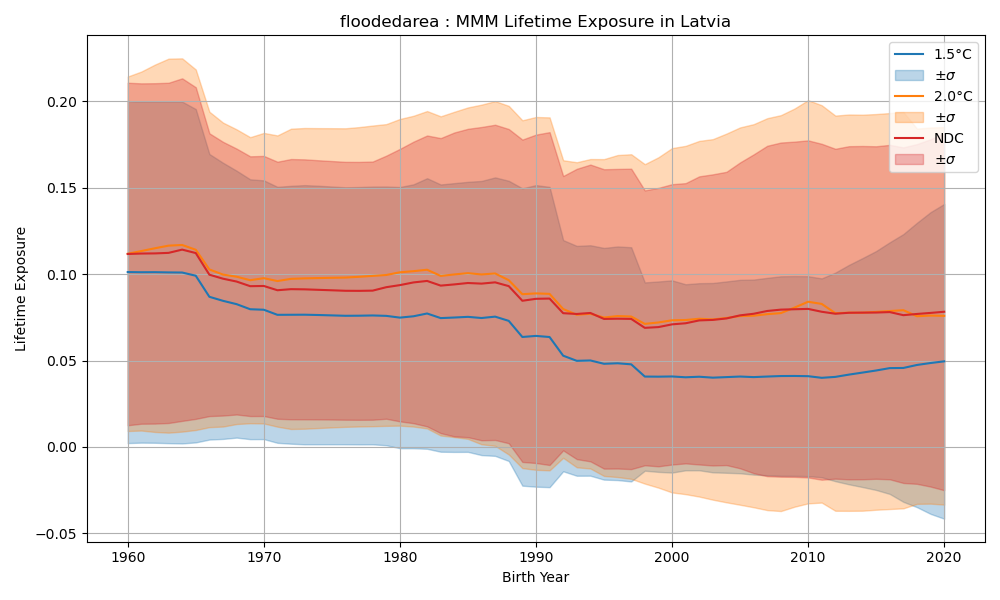 floodedarea : MMM Lifetime Exposure in Latvia
1.5°C
±σ
2.0°C
±σ
NDC
±σ
Lifetime Exposure
0.20
0.15
0.10
0.05
0.00
−0.05
1960 1970 1980 1990 2000 2010 2020
Birth Year